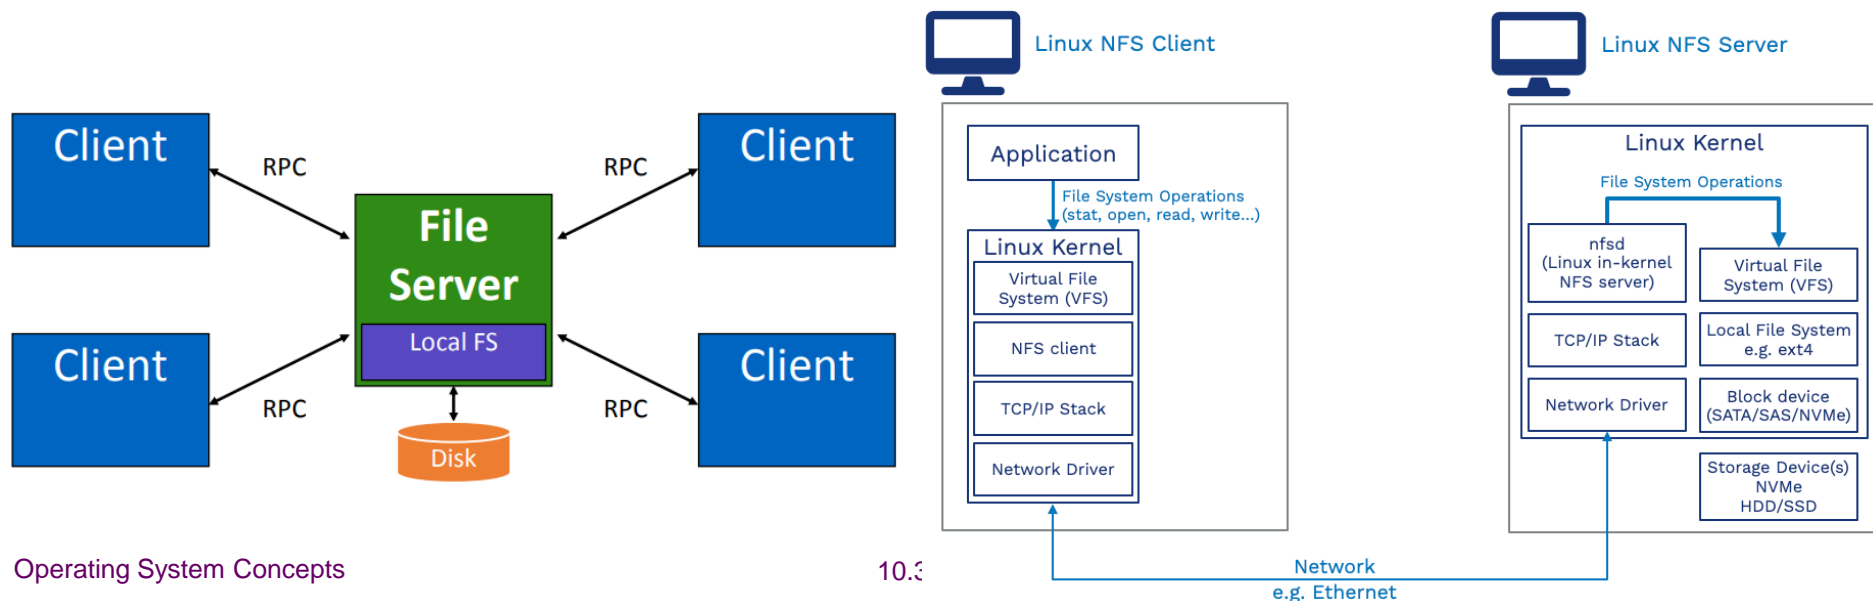 Client
RPC
RPC
Client
File
Server
Local FS
Client
RPC
RPC
Client
Disk
Operating System Concepts
10.3
Linux NFS Client
Application
File System Operations
(stat, open, read, write...)
Linux Kernel
Virtual File
System (VFS)
NFS client
TCP/IP Stack
Network Driver
Linux NFS Server
Linux Kernel
File System Operations
nfsd
(Linux in-kernel
NFS server)
TCP/IP Stack
Network Driver
Virtual File
System (VFS)
Local File System
e.g. ext4
Block device
(SATA/SAS/NVMe)
Storage Device(s)
NVMe
HDD/SSD
Network
e.g. Ethernet